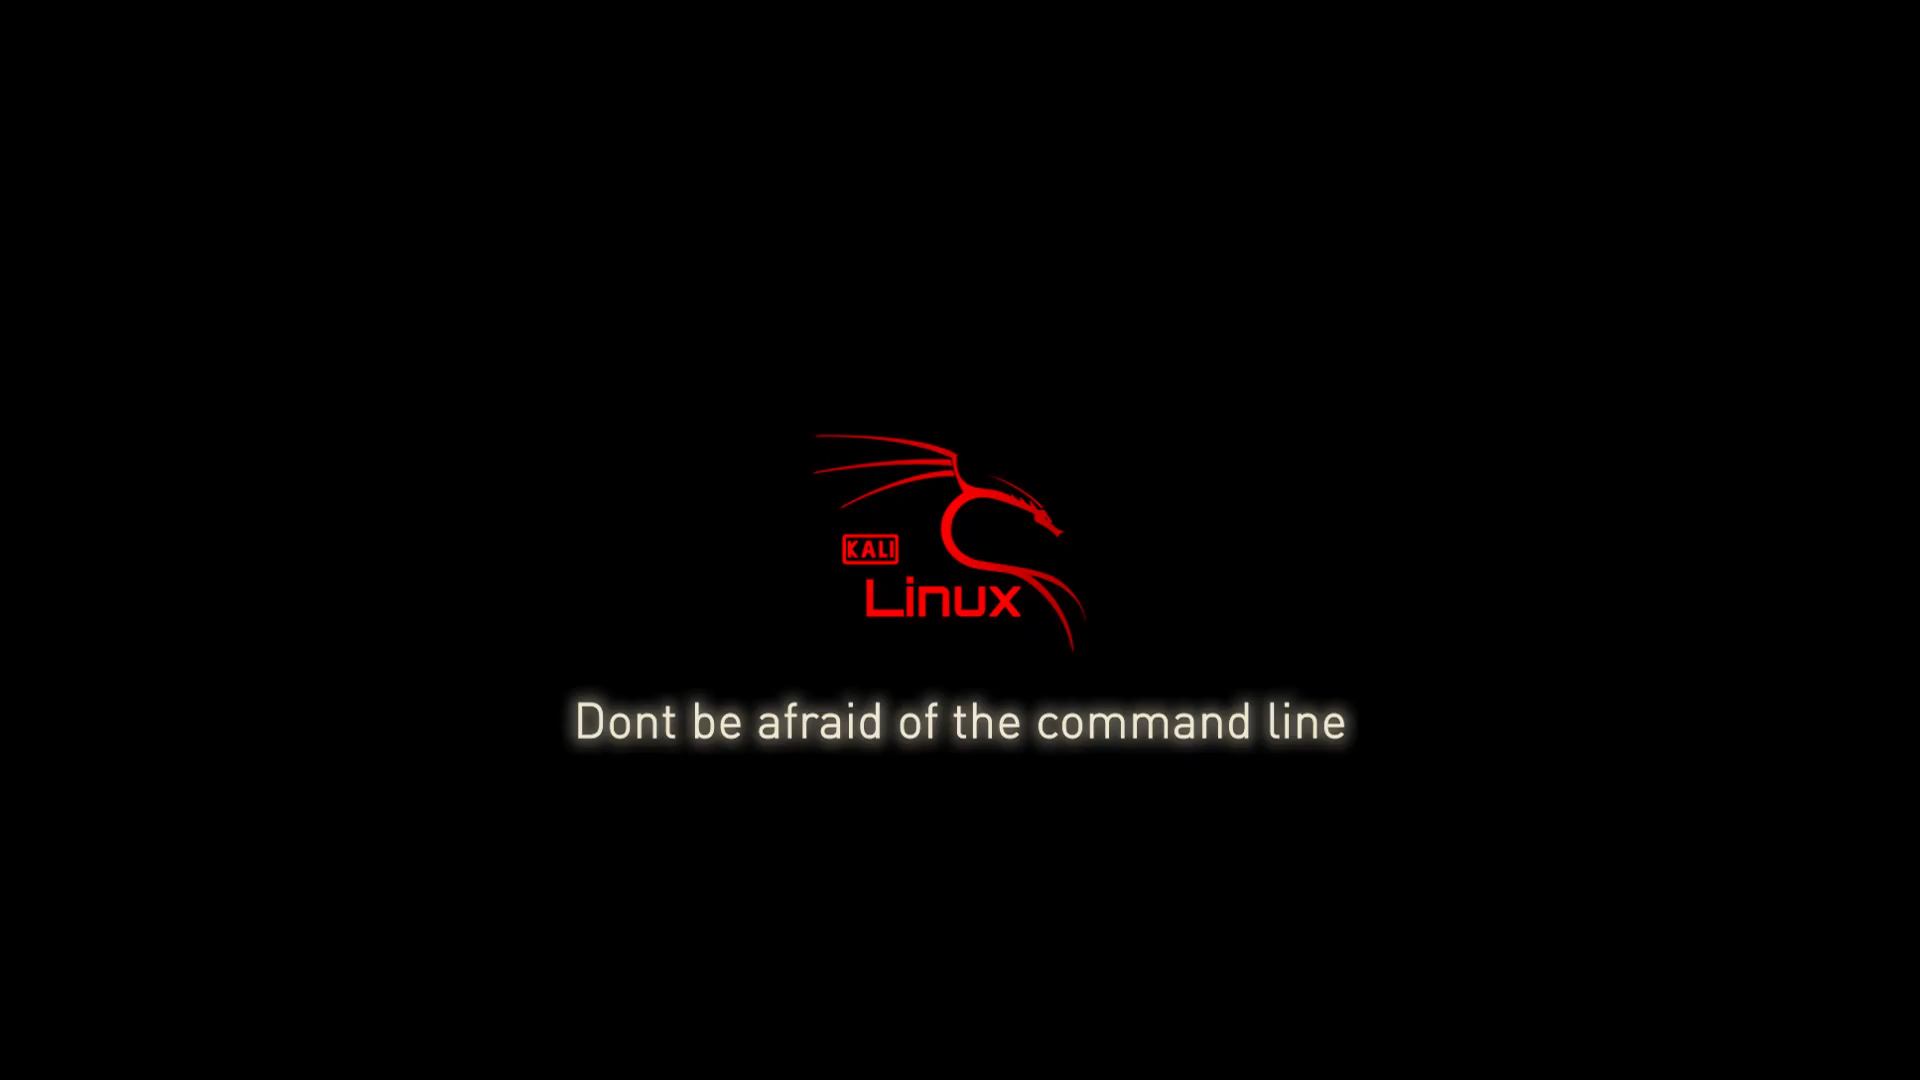 KALI
Linux
Dont be afraid of the command line